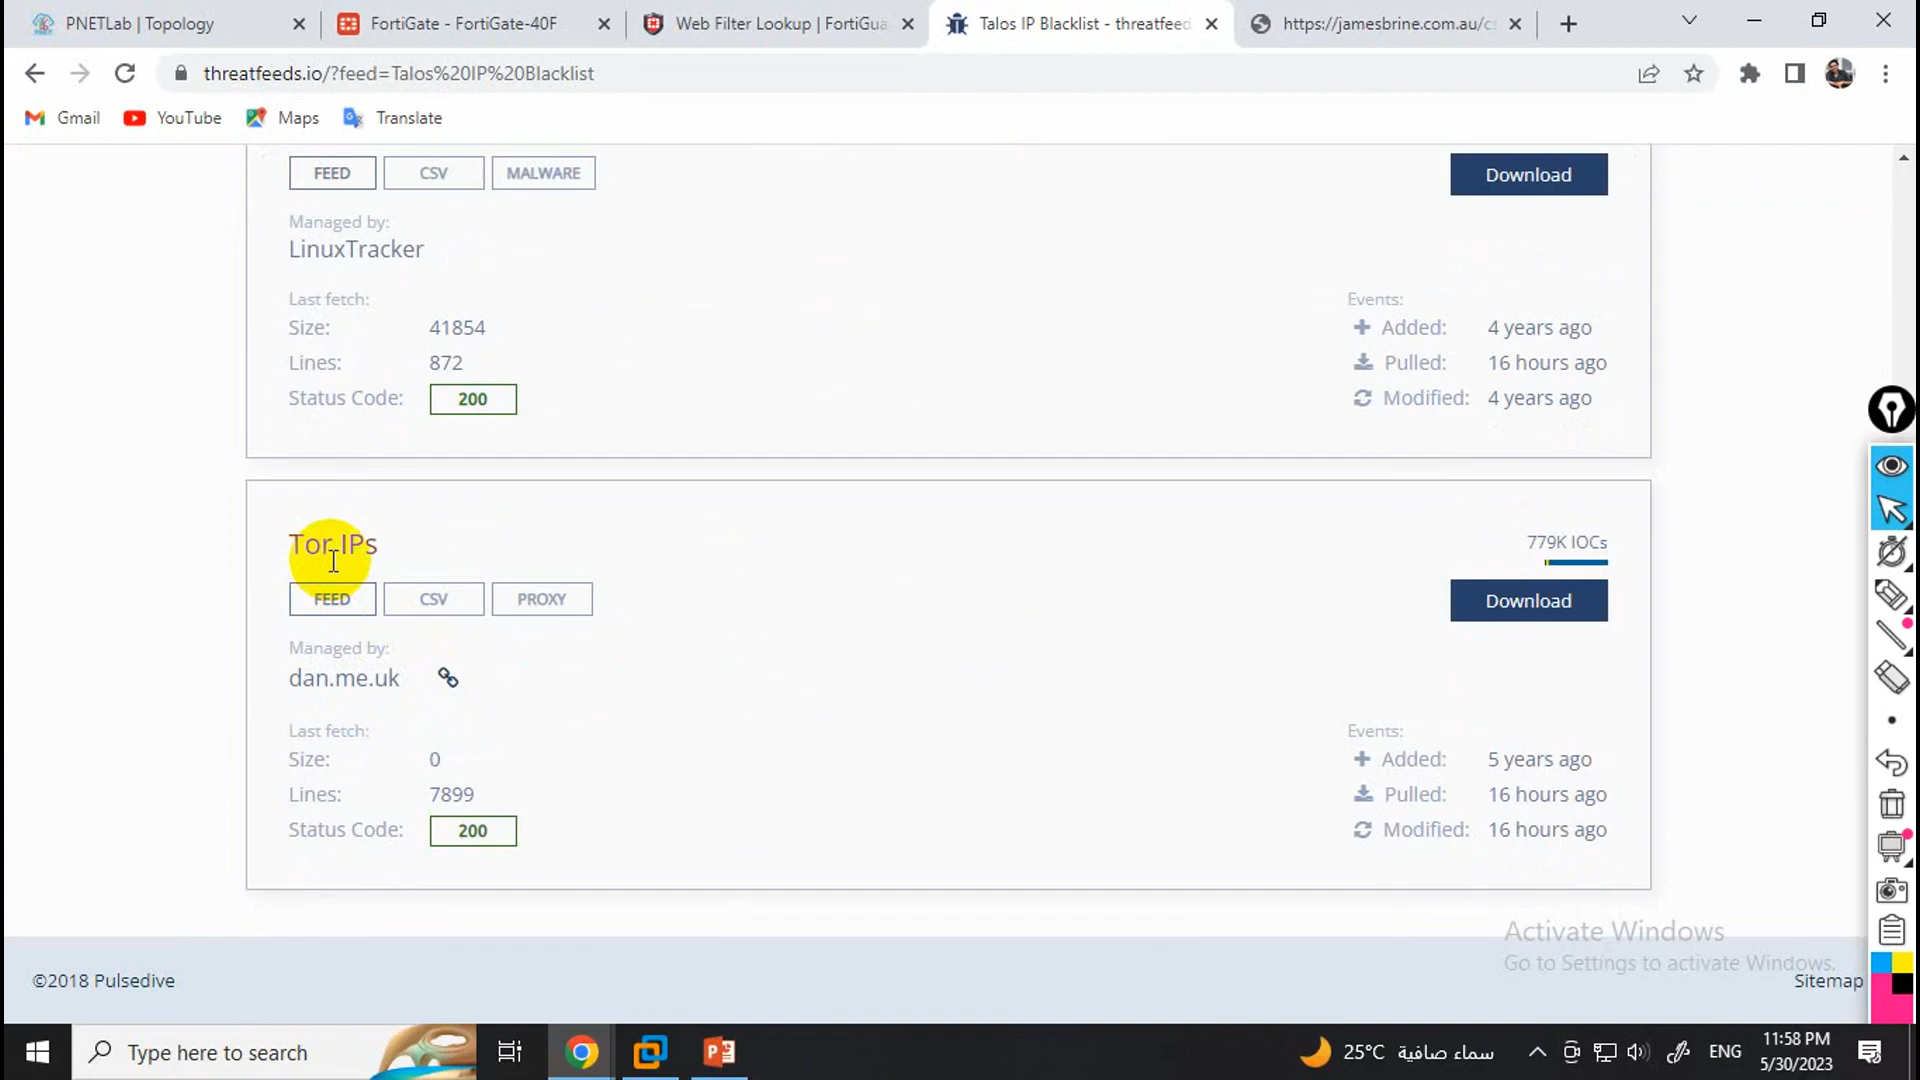 PNETLab | Topology
FortiGate - FortiGate-40F
Web Filter Lookup | FortiGua
Talos IP Blacklist - threatfeed
https://jamesbrine.com.au/cs
threatfeeds.io/?feed=Talos%20IP%20Blacklist
Gmail
YouTube
Maps
Translate
FEED
CSV
MALWARE
Download
Managed by:
LinuxTracker
Last fetch:
Events:
Size: 41854
Added: 4 years ago
Lines: 872
Pulled: 16 hours ago
Status Code: 200
Modified: 4 years ago
Tor IPs
779K IOCs
FEED
CSV
PROXY
Download
Managed by:
dan.me.uk
Last fetch:
Events:
Size: 0
Added: 5 years ago
Lines: 7899
Pulled: 16 hours ago
Status Code: 200
Modified: 16 hours ago
Activate Windows
Go to Settings to activate Windows.
©2018 Pulsedive
Sitemap
Type here to search
25°C سماء صافية
ENG
11:58 PM
5/30/2023